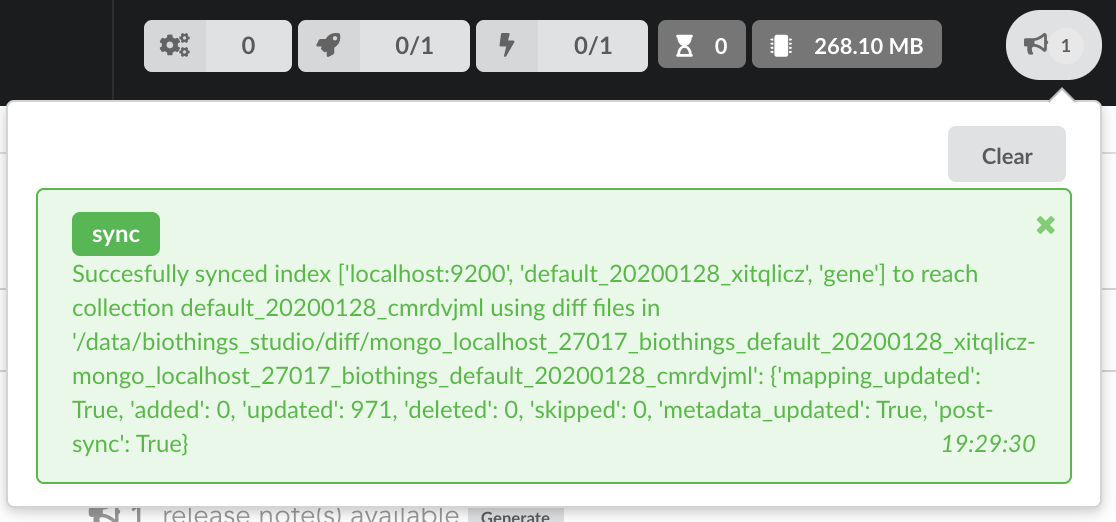 0 0/1 0/1 0 268.10 MB 1
Clear
sync
Succesfully synced index ['localhost:9200', 'default_20200128_xitqlicz', 'gene'] to reach
collection default_20200128_cmrdvjml using diff files in
'/data/biothings_studio/diff/mongo_localhost_27017_biothings_default_20200128_xitqlicz-
mongo_localhost_27017_biothings_default_20200128_cmrdvjml': {'mapping_updated':
True, 'added': 0, 'updated': 971, 'deleted': 0, 'skipped': 0, 'metadata_updated': True, 'post-
sync': True} 19:29:30
1 release note(s) available Generate